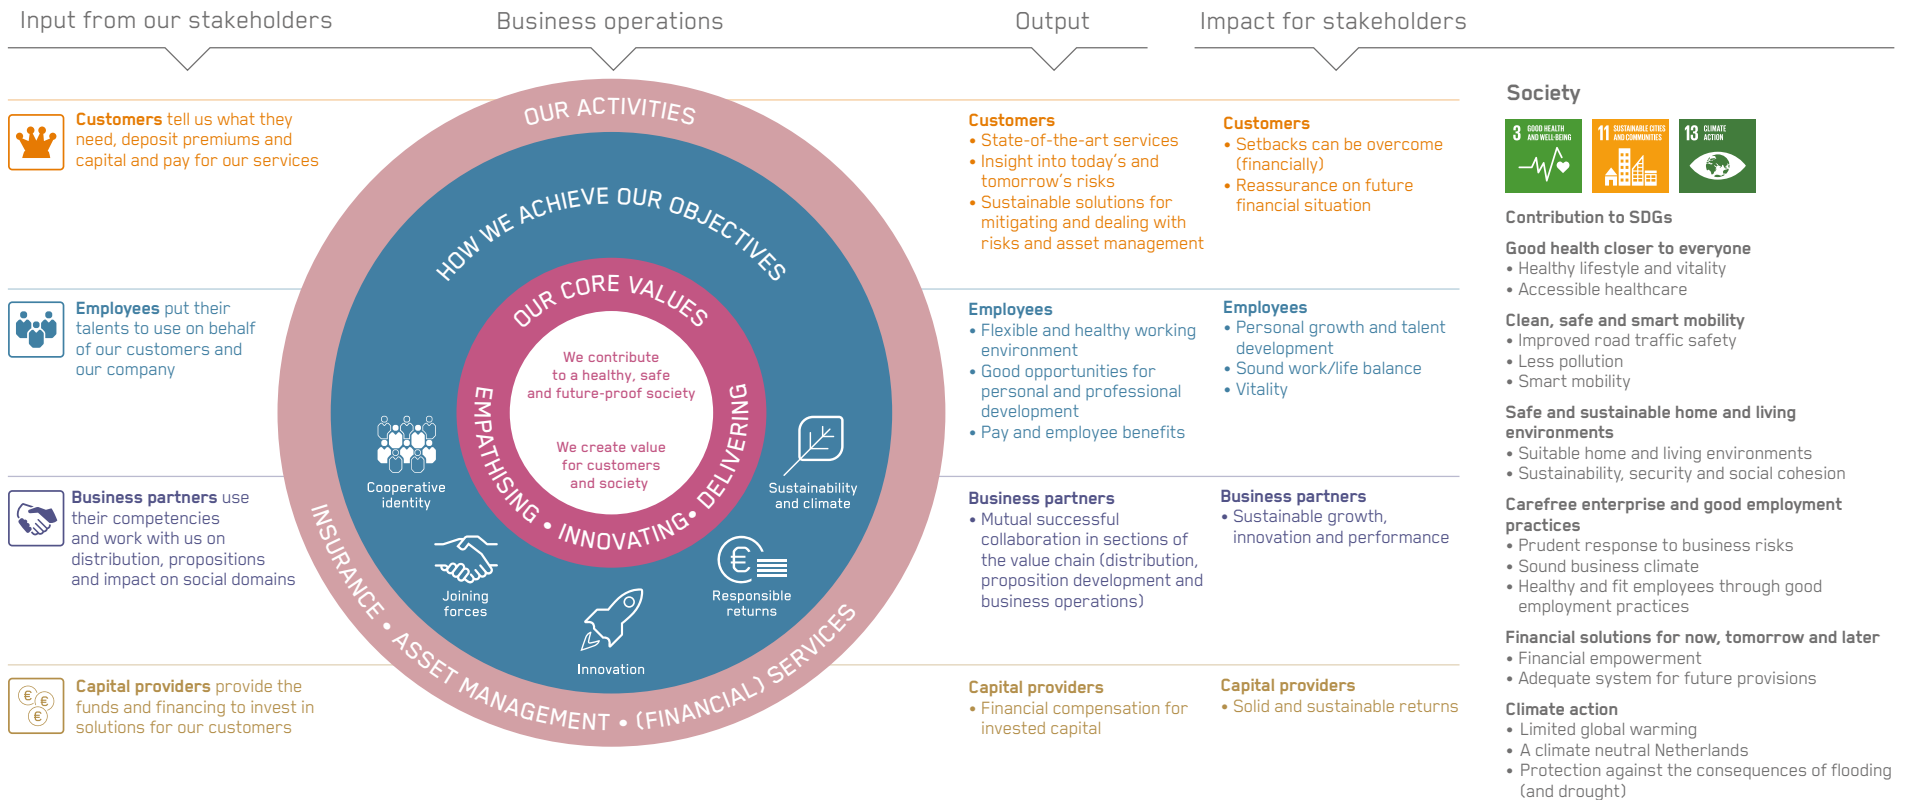 Input from our stakeholders
Business operations
Output
Impact for stakeholders
Customers tell us what they
need, deposit premiums and
capital and pay for our services
Employees put their
talents to use on behalf
of our customers and
our company
Business partners use
their competencies
and work with us on
distribution, propositions
and impact on social domains
Capital providers provide the
funds and financing to invest in
solutions for our customers
OUR ACTIVITIES
HOW WE ACHIEVE OUR OBJECTIVES
OUR CORE VALUES
We contribute
to a healthy, safe
and future-proof society
We create value
for customers
and society
EMPATHISING • INNOVATING • DELIVERING
Cooperative
identity
Joining
forces
Innovation
€
Responsible
returns
Sustainability
and climate
INSURANCE • ASSET MANAGEMENT • (FINANCIAL) SERVICES
Customers
• State-of-the-art services
• Insight into today's and
tomorrow's risks
• Sustainable solutions for
mitigating and dealing with
risks and asset management
Employees
• Flexible and healthy working
environment
• Good opportunities for
personal and professional
development
• Pay and employee benefits
Business partners
• Mutual successful
collaboration in sections of
the value chain (distribution,
proposition development and
business operations)
Capital providers
• Financial compensation for
invested capital
Customers
• Setbacks can be overcome
(financially)
• Reassurance on future
financial situation
Employees
• Personal growth and talent
development
• Sound work/life balance
• Vitality
Business partners
• Sustainable growth,
innovation and performance
Capital providers
• Solid and sustainable returns
Society
3 GOOD HEALTH
AND WELL-BEING
11 SUSTAINABLE CITIES
AND COMMUNITIES
13 CLIMATE
ACTION
Contribution to SDGs
Good health closer to everyone
• Healthy lifestyle and vitality
• Accessible healthcare
Clean, safe and smart mobility
• Improved road traffic safety
• Less pollution
• Smart mobility
Safe and sustainable home and living
environments
• Suitable home and living environments
• Sustainability, security and social cohesion
Carefree enterprise and good employment
practices
• Prudent response to business risks
• Sound business climate
• Healthy and fit employees through good
employment practices
Financial solutions for now, tomorrow and later
• Financial empowerment
• Adequate system for future provisions
Climate action
• Limited global warming
• A climate neutral Netherlands
• Protection against the consequences of flooding
(and drought)